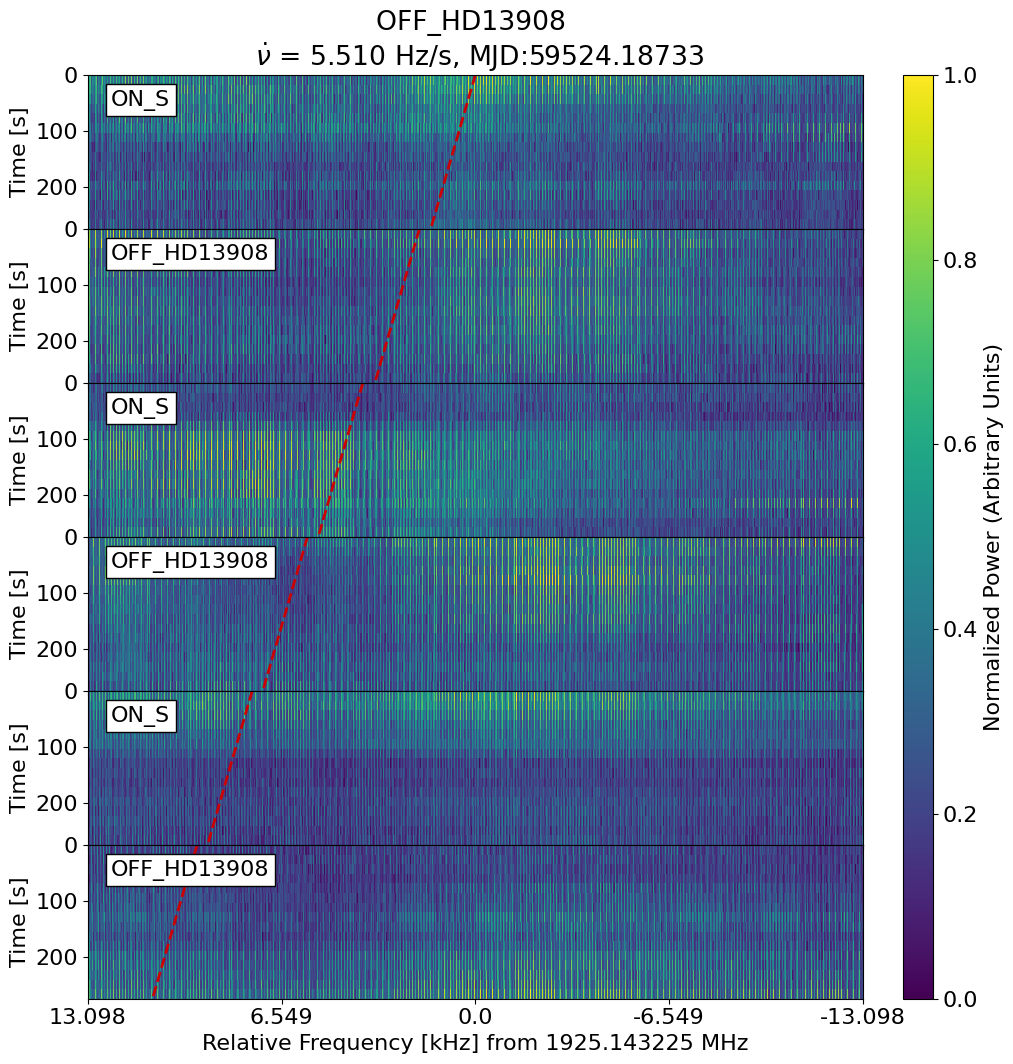 OFF_HD13908
ν̇ = 5.510 Hz/s, MJD:59524.18733
0
100
200
Time [s]
ON_S
0
100
200
Time [s]
OFF_HD13908
0
100
200
Time [s]
ON_S
0
100
200
Time [s]
OFF_HD13908
0
100
200
Time [s]
ON_S
0
100
200
Time [s]
OFF_HD13908
13.098 6.549 0.0 -6.549 -13.098
Relative Frequency [kHz] from 1925.143225 MHz
1.0
0.8
0.6
0.4
0.2
0.0
Normalized Power (Arbitrary Units)